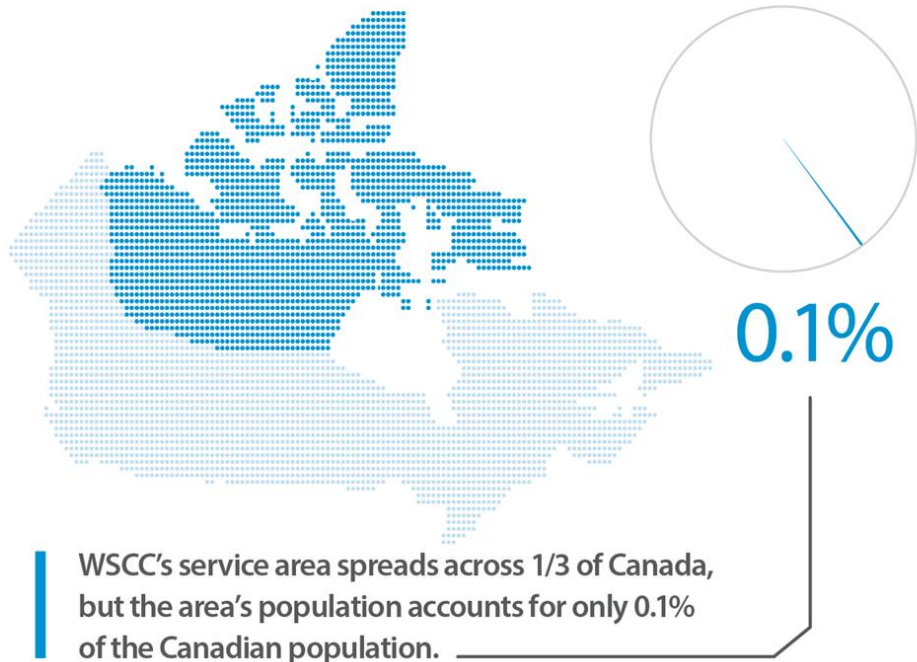 0.1%
WSCC’s service area spreads across 1/3 of Canada,
but the area’s population accounts for only 0.1%
of the Canadian population.